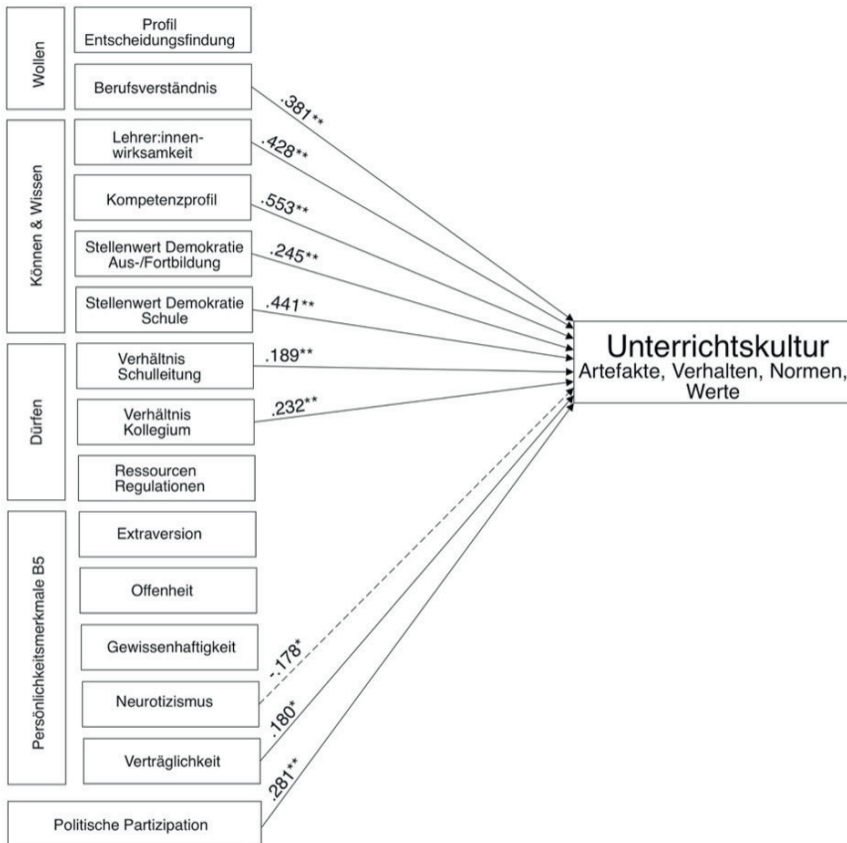 Wollen
Profil
Entscheidungsfindung
Berufsverständnis
.381**
Können & Wissen
Lehrer:innen-
wirksamkeit
.428**
Kompetenzprofil
.553**
Stellenwert Demokratie
Aus-/Fortbildung
.245**
Stellenwert Demokratie
Schule
.441**
Dürfen
Verhältnis
Schulleitung
.189**
Verhältnis
Kollegium
.232**
Ressourcen
Regulationen
Persönlichkeitsmerkmale B5
Extraversion
Offenheit
Gewissenhaftigkeit
Neurotizismus
-.178*
Verträglichkeit
.180*
Politische Partizipation
.281**
Unterrichtskultur
Artefakte, Verhalten, Normen,
Werte